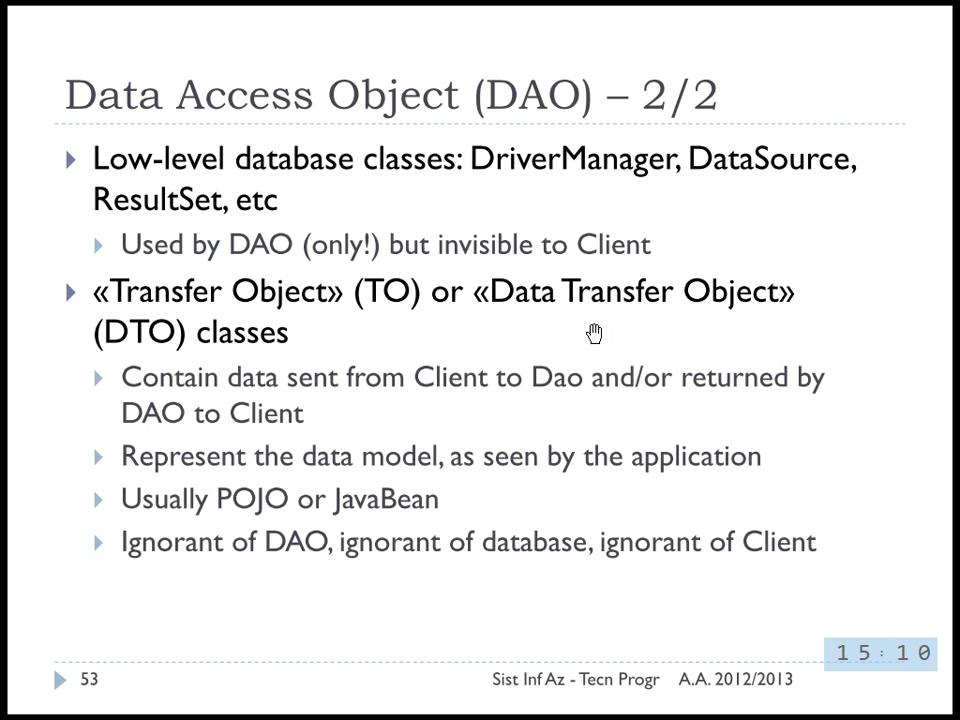 Data Access Object (DAO) – 2/2
Low-level database classes: DriverManager, DataSource,
ResultSet, etc
Used by DAO (only!) but invisible to Client
«Transfer Object» (TO) or «Data Transfer Object»
(DTO) classes
Contain data sent from Client to Dao and/or returned by
DAO to Client
Represent the data model, as seen by the application
Usually POJO or JavaBean
Ignorant of DAO, ignorant of database, ignorant of Client
15:10
53 Sist Inf Az - Tecn Progr A.A. 2012/2013